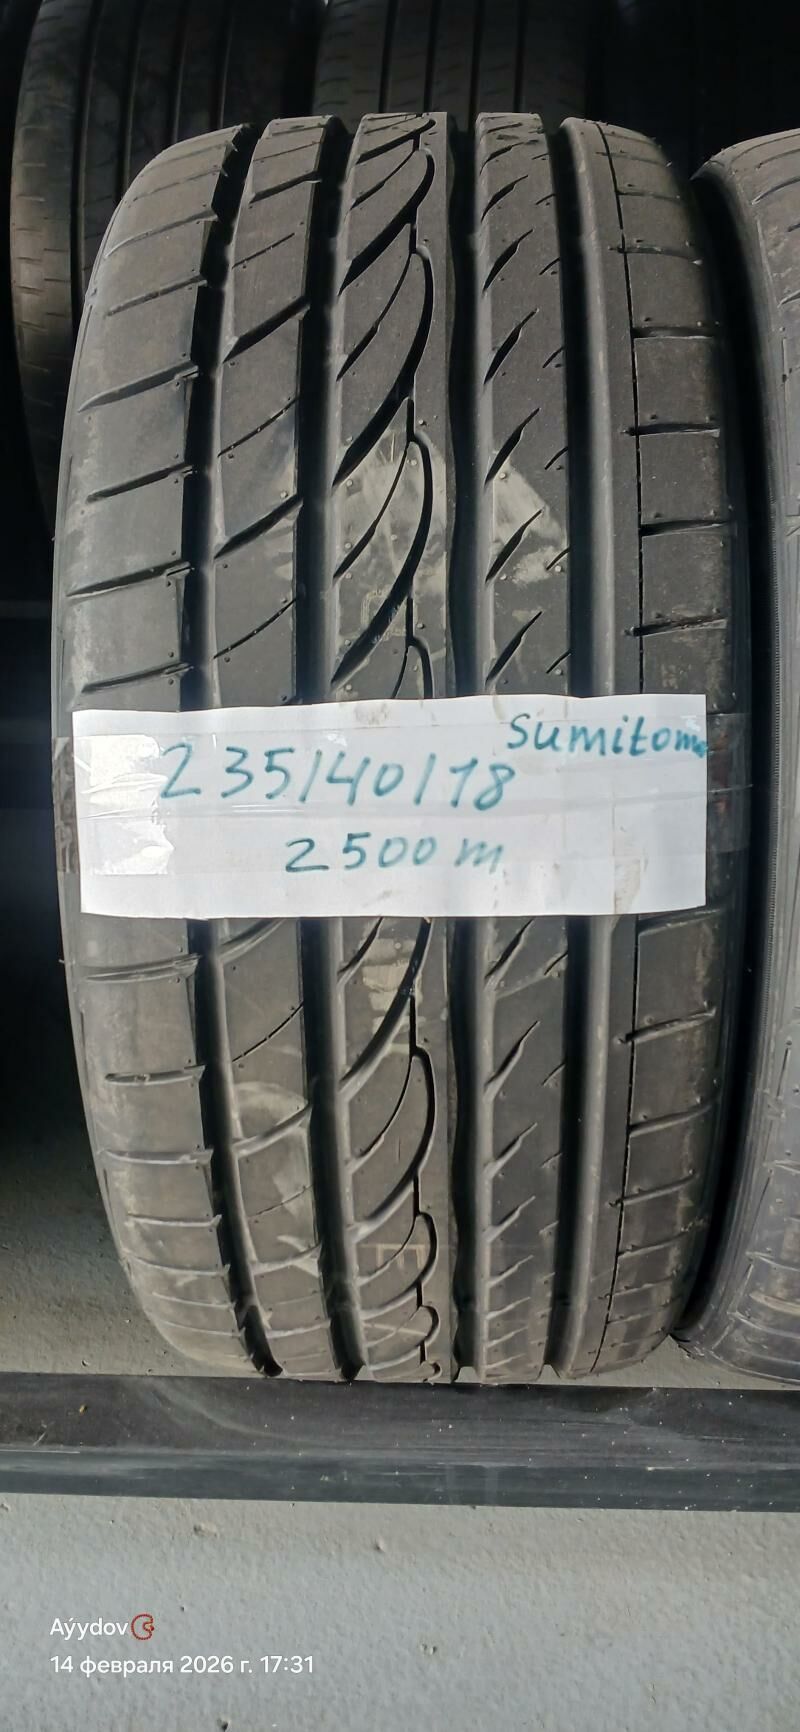 Sumitomo
235/40/18
2500 m
Aýydov
14 февраля 2026 г. 17:31